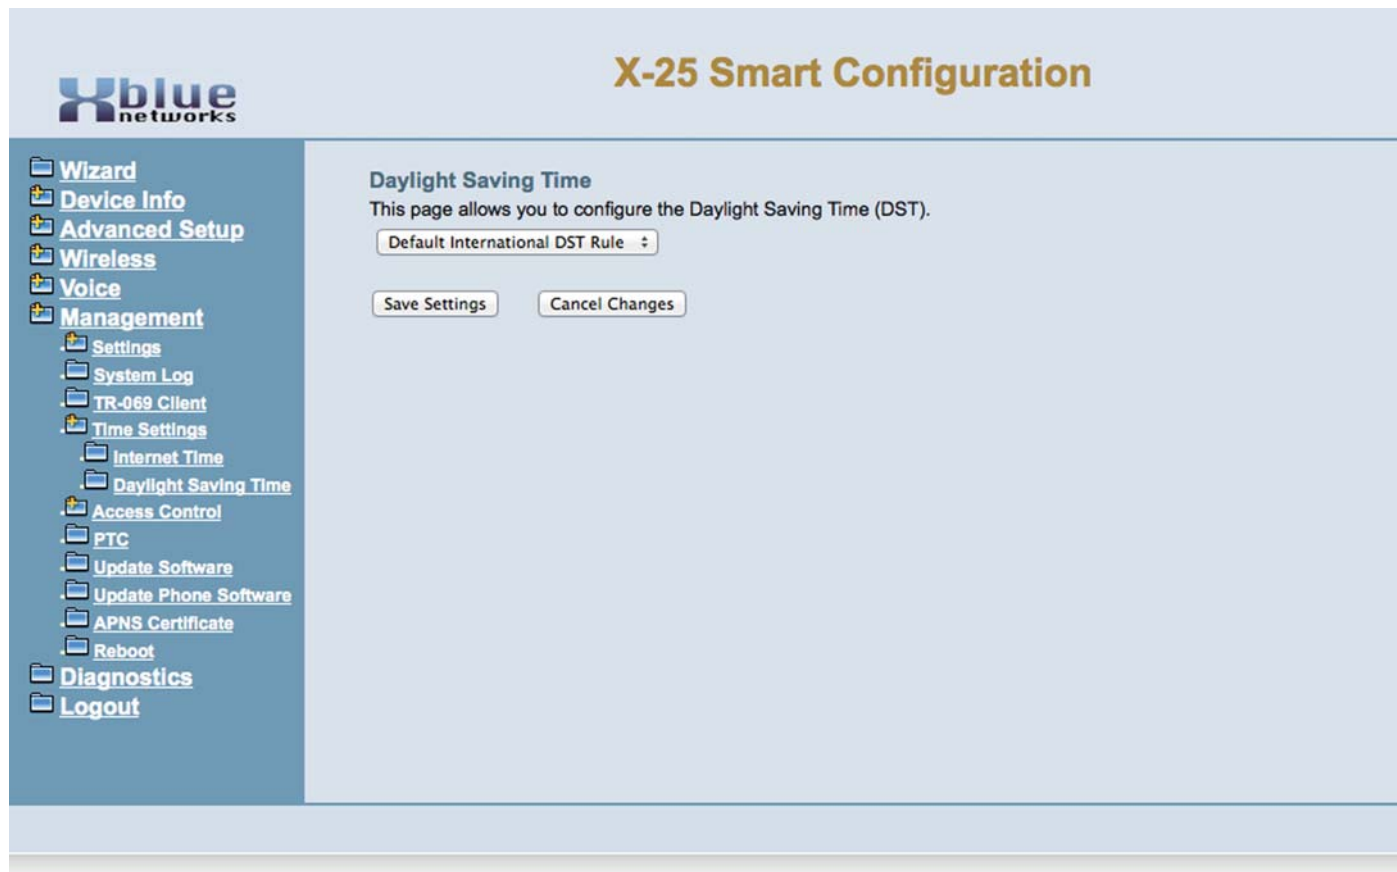 Xblue
networks
X-25 Smart Configuration
Wizard
Device Info
Advanced Setup
Wireless
Voice
Management
Settings
System Log
TR-069 Client
Time Settings
Internet Time
Daylight Saving Time
Access Control
PTC
Update Software
Update Phone Software
APNS Certificate
Reboot
Diagnostics
Logout
Daylight Saving Time
This page allows you to configure the Daylight Saving Time (DST).
Default International DST Rule
Save Settings Cancel Changes